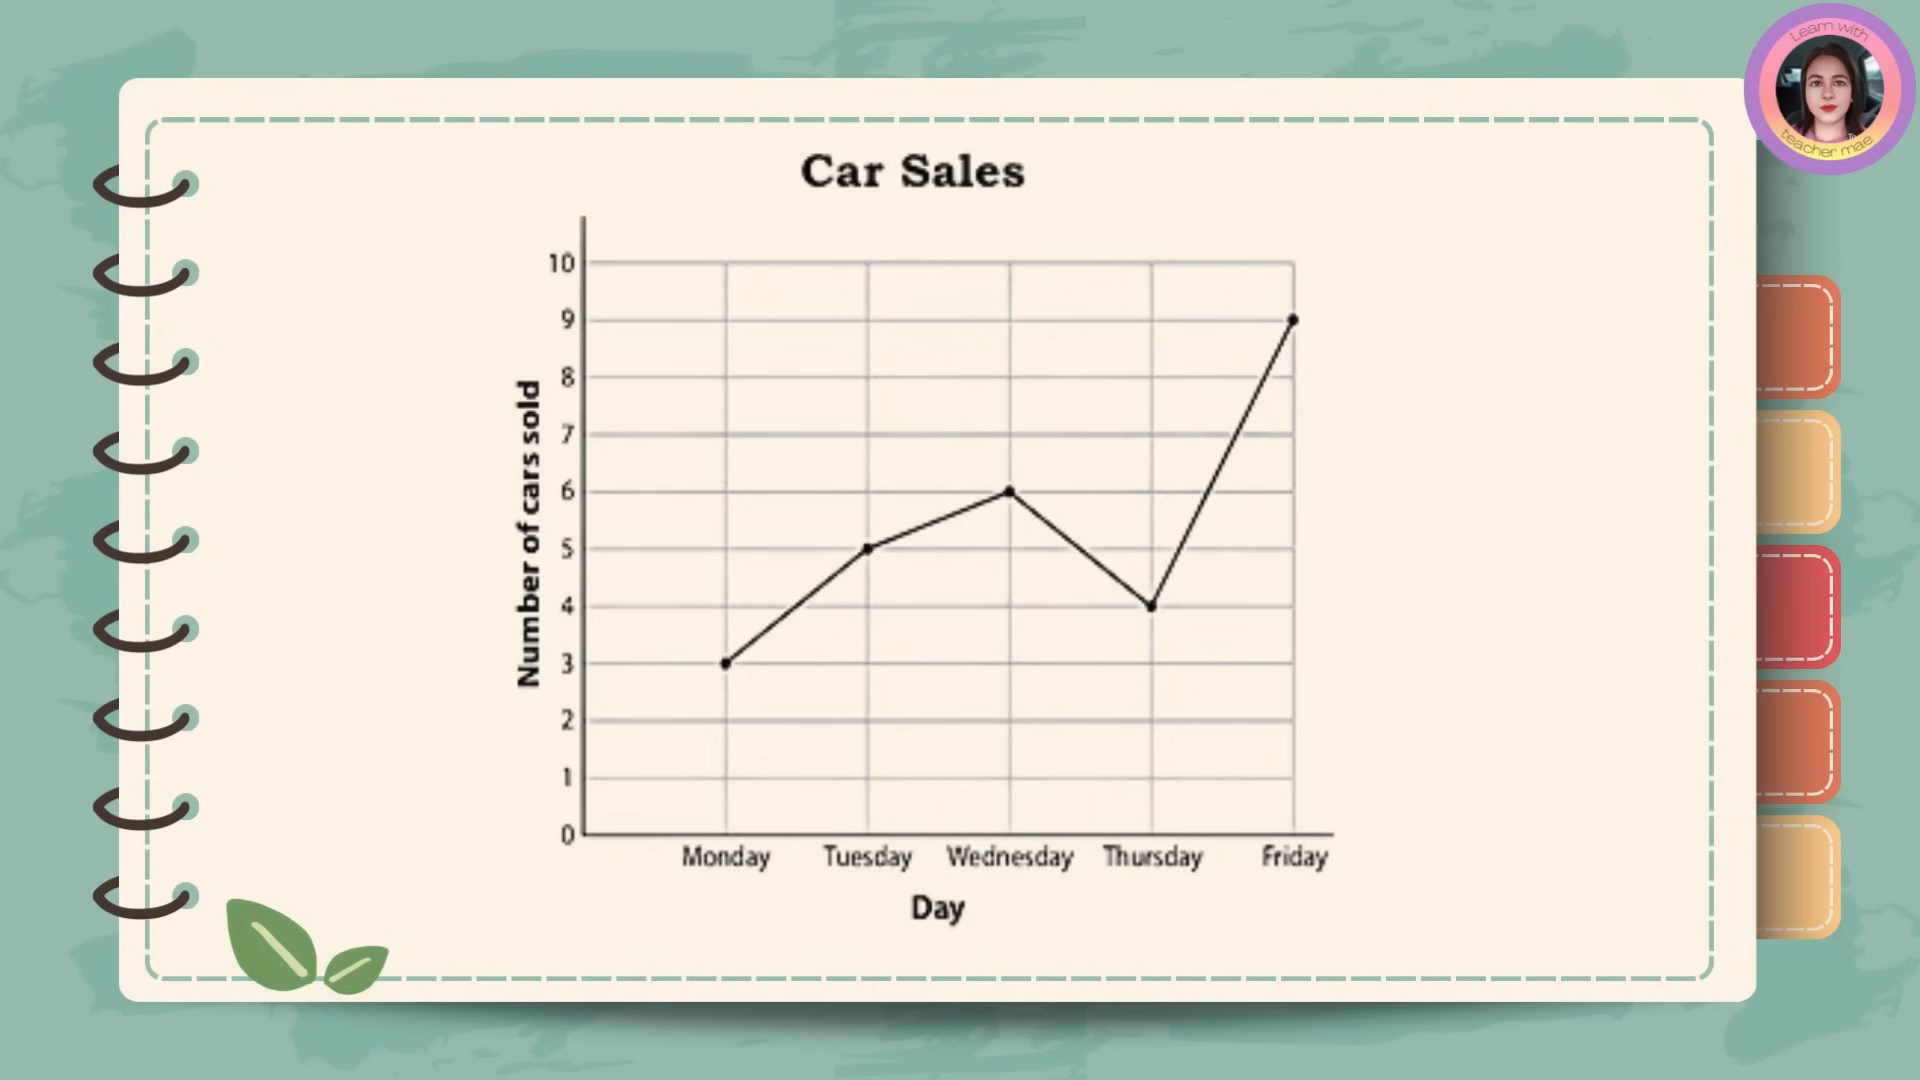 Learn with
teacher mae
Car Sales
10
9
8
7
6
5
4
3
2
1
0
Number of cars sold
Monday Tuesday Wednesday Thursday Friday
Day